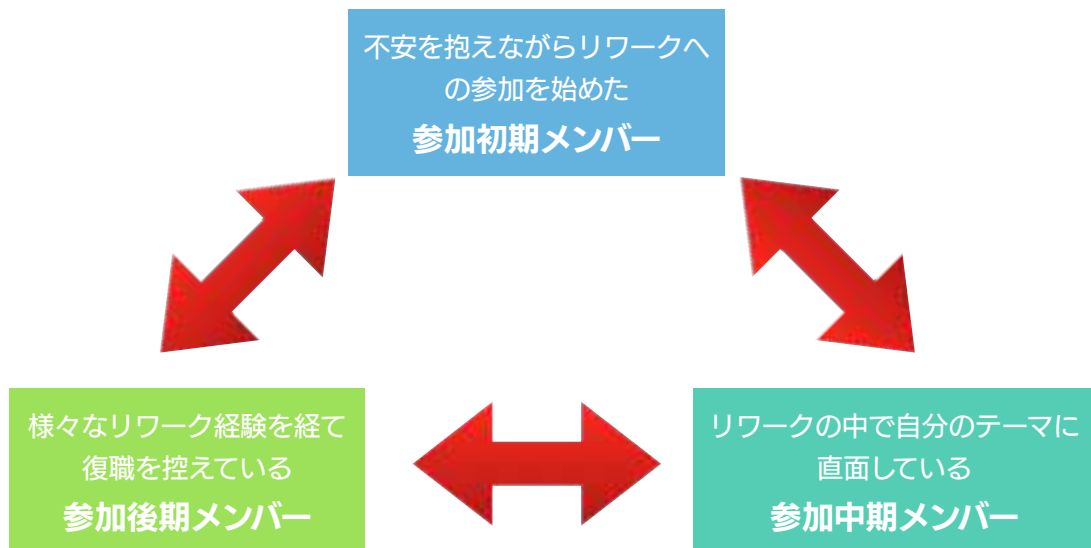 不安を抱えながらリワークへ
の参加を始めた
参加初期メンバー
様々なリワーク経験を経て
復職を控えている
参加後期メンバー
リワークの中で自分のテーマに
直面している
参加中期メンバー